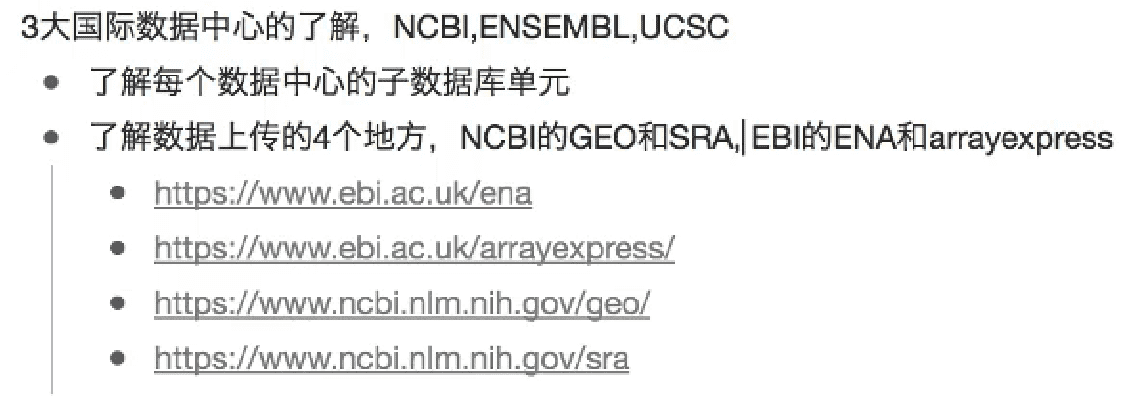 3大国际数据中心的了解，NCBI,ENSEMBL,UCSC
了解每个数据中心的子数据库单元
了解数据上传的4个地方，NCBI的GEO和SRA, EBI的ENA和arrayexpress
https://www.ebi.ac.uk/ena
https://www.ebi.ac.uk/arrayexpress/
https://www.ncbi.nlm.nih.gov/geo/
https://www.ncbi.nlm.nih.gov/sra